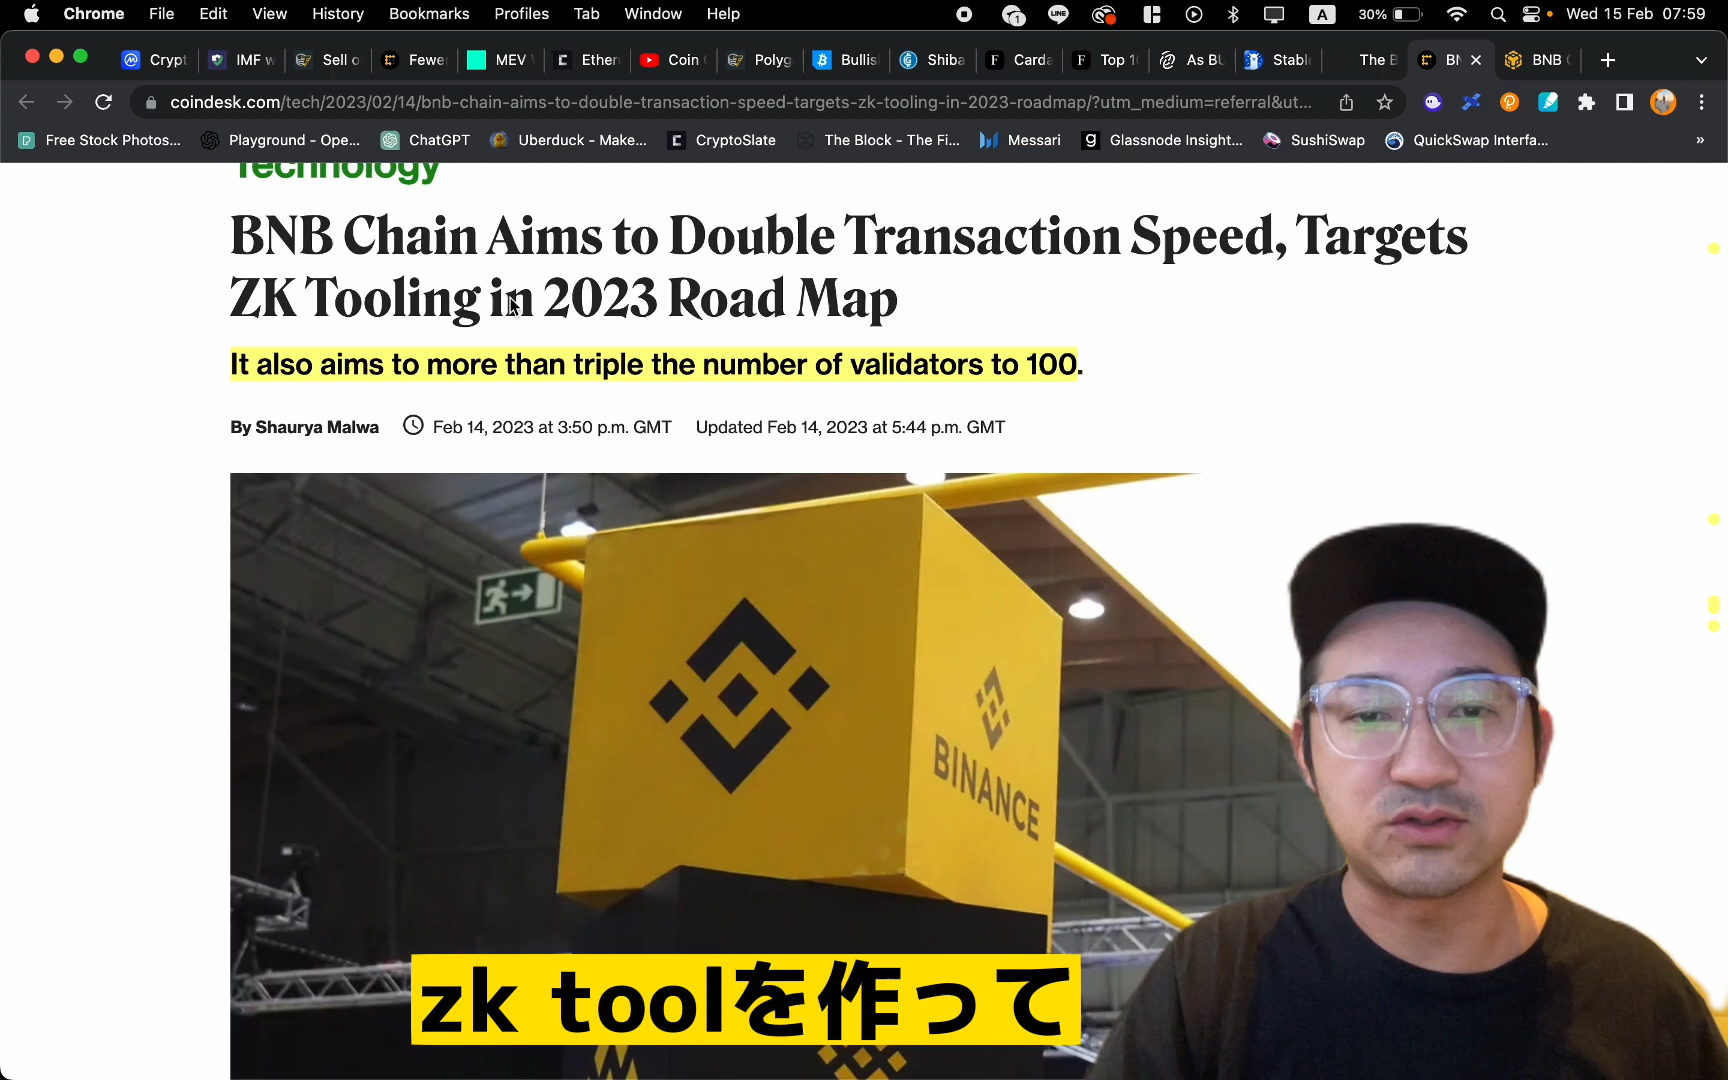 Chrome File Edit View History Bookmarks Profiles Tab Window Help 1 LINE A 30% Wed 15 Feb 07:59
Crypt IMF w Sell o Fewe MEV Ether Coin Polyg Bullis Shiba Carda Top 1 As BU Stabl The B BN BNB
coindesk.com/tech/2023/02/14/bnb-chain-aims-to-double-transaction-speed-targets-zk-tooling-in-2023-roadmap/?utm_medium=referral&ut...
Free Stock Photos... Playground - Ope... ChatGPT Uberduck - Make... CryptoSlate The Block - The Fi... Messari Glassnode Insight... SushiSwap QuickSwap Interfa... »
Technology
BNB Chain Aims to Double Transaction Speed, Targets
ZK Tooling in 2023 Road Map
It also aims to more than triple the number of validators to 100.
By Shaurya Malwa Feb 14, 2023 at 3:50 p.m. GMT Updated Feb 14, 2023 at 5:44 p.m. GMT
BINANCE
zk toolを作って